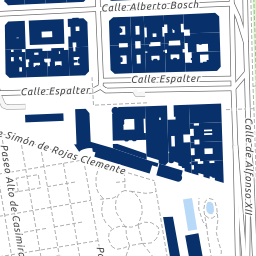 Calle Alberto Bosch
Calle Espalter
Calle Espalter
e Simón de Rojas Clemente
Calle de Alfonso XII
Paseo Alto de Casimiro
Pa